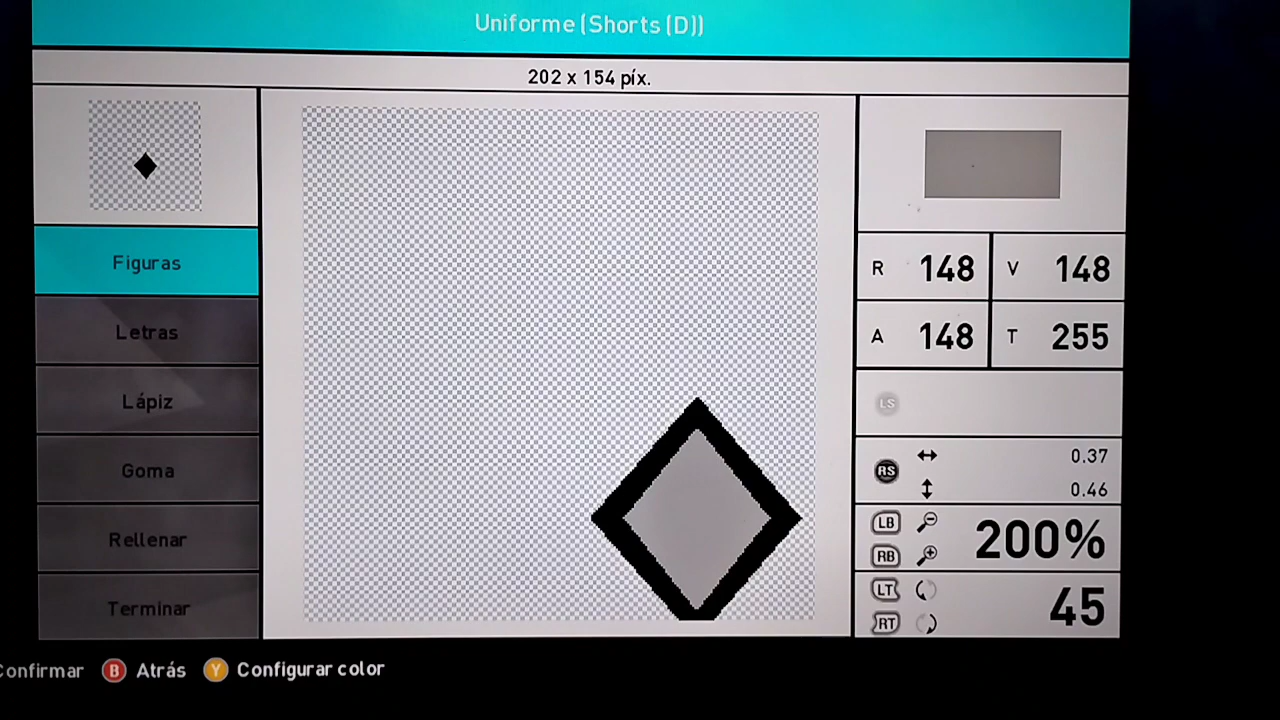 Uniforme (Shorts (D))
202 x 154 píx.
Figuras
Letras
Lápiz
Goma
Rellenar
Terminar
R 148 V 148
A 148 T 255
LS
RS 0.37
0.46
LB
RB
200%
LT
RT
45
Confirmar B Atrás Y Configurar color